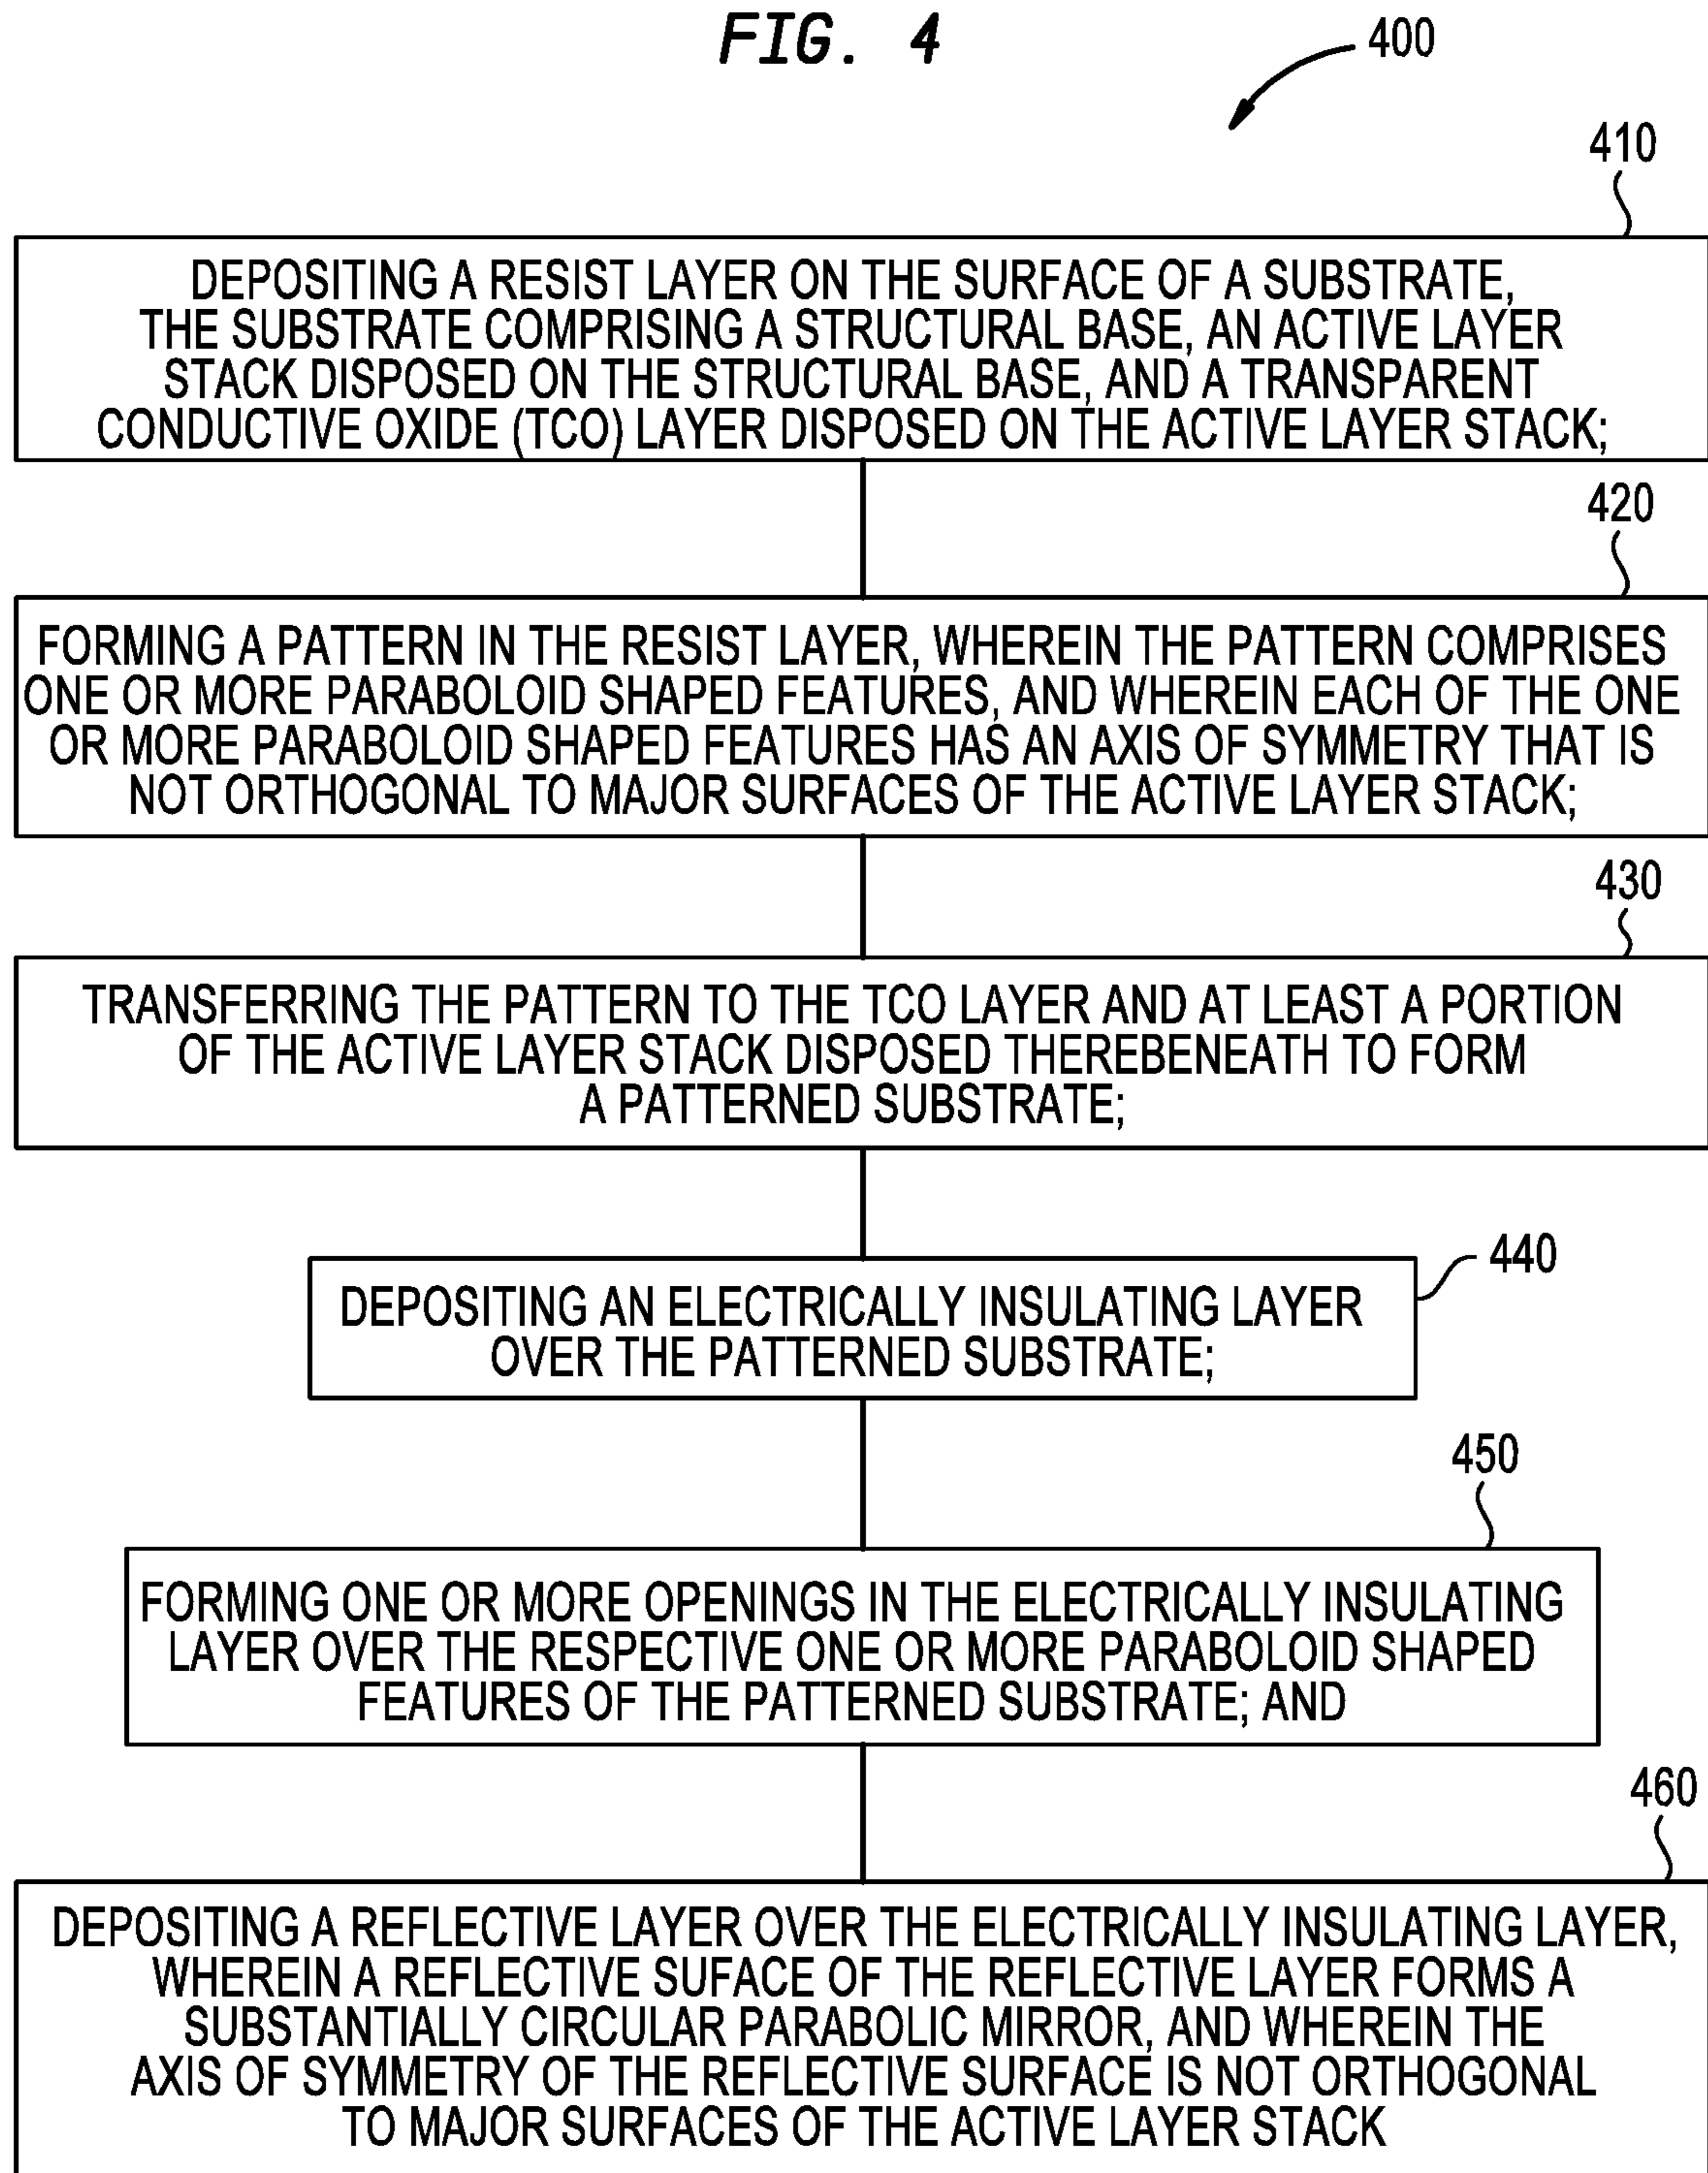 FIG. 4
400
410
DEPOSITING A RESIST LAYER ON THE SURFACE OF A SUBSTRATE,
THE SUBSTRATE COMPRISING A STRUCTURAL BASE, AN ACTIVE LAYER
STACK DISPOSED ON THE STRUCTURAL BASE, AND A TRANSPARENT
CONDUCTIVE OXIDE (TCO) LAYER DISPOSED ON THE ACTIVE LAYER STACK;
420
FORMING A PATTERN IN THE RESIST LAYER, WHEREIN THE PATTERN COMPRISES
ONE OR MORE PARABOLOID SHAPED FEATURES, AND WHEREIN EACH OF THE ONE
OR MORE PARABOLOID SHAPED FEATURES HAS AN AXIS OF SYMMETRY THAT IS
NOT ORTHOGONAL TO MAJOR SURFACES OF THE ACTIVE LAYER STACK;
430
TRANSFERRING THE PATTERN TO THE TCO LAYER AND AT LEAST A PORTION
OF THE ACTIVE LAYER STACK DISPOSED THEREBENEATH TO FORM
A PATTERNED SUBSTRATE;
440
DEPOSITING AN ELECTRICALLY INSULATING LAYER
OVER THE PATTERNED SUBSTRATE;
450
FORMING ONE OR MORE OPENINGS IN THE ELECTRICALLY INSULATING
LAYER OVER THE RESPECTIVE ONE OR MORE PARABOLOID SHAPED
FEATURES OF THE PATTERNED SUBSTRATE; AND
460
DEPOSITING A REFLECTIVE LAYER OVER THE ELECTRICALLY INSULATING LAYER,
WHEREIN A REFLECTIVE SUFACE OF THE REFLECTIVE LAYER FORMS A
SUBSTANTIALLY CIRCULAR PARABOLIC MIRROR, AND WHEREIN THE
AXIS OF SYMMETRY OF THE REFLECTIVE SURFACE IS NOT ORTHOGONAL
TO MAJOR SURFACES OF THE ACTIVE LAYER STACK